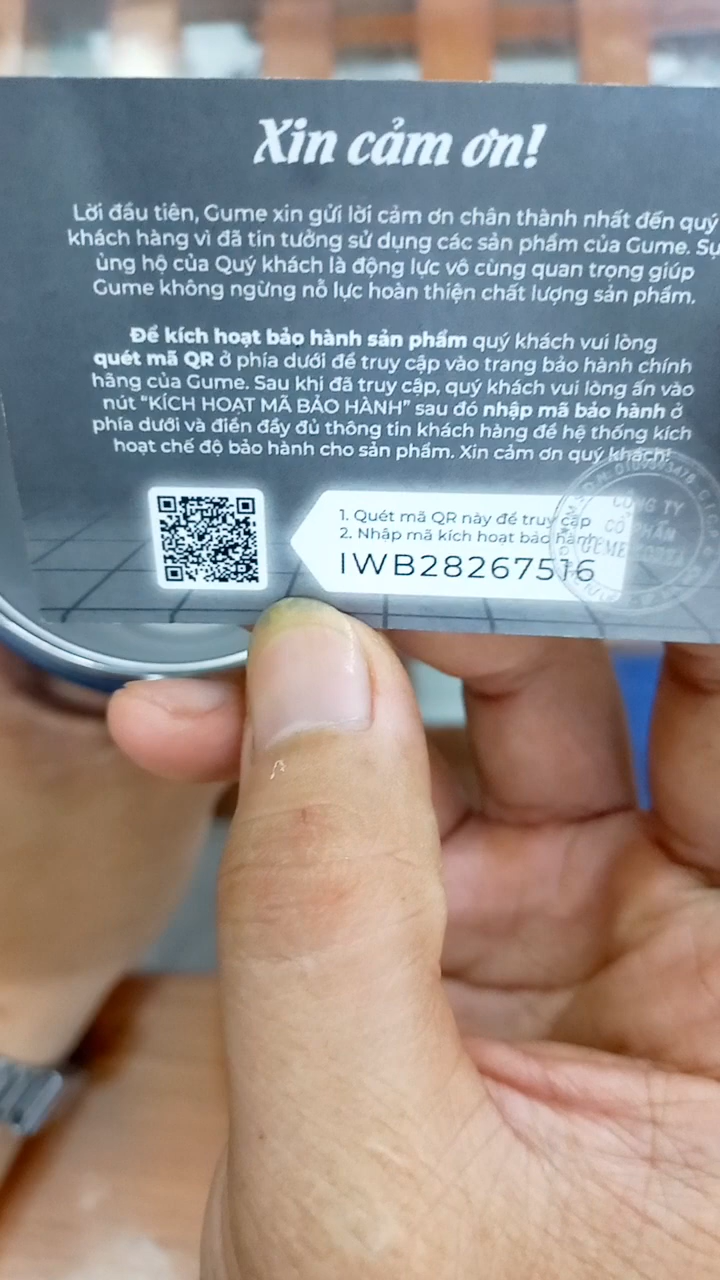 Xin cảm ơn!
Lời đầu tiên, Gume xin gửi lời cảm ơn chân thành nhất đến quý
khách hàng vì đã tin tưởng sử dụng các sản phẩm của Gume. Sự
ủng hộ của Quý khách là động lực vô cùng quan trọng giúp
Gume không ngừng nỗ lực hoàn thiện chất lượng sản phẩm.
Để kích hoạt bảo hành sản phẩm quý khách vui lòng
quét mã QR ở phía dưới để truy cập vào trang bảo hành chính
hãng của Gume. Sau khi đã truy cập, quý khách vui lòng ấn vào
nút “KÍCH HOẠT MÃ BẢO HÀNH” sau đó nhập mã bảo hành ở
phía dưới và điền đầy đủ thông tin khách hàng để hệ thống kích
hoạt chế độ bảo hành cho sản phẩm. Xin cảm ơn quý khách!
1. Quét mã QR này để truy cập
2. Nhập mã kích hoạt bảo hành
IWB28267516
CÔNG TY
CỔ PHẦN
GUME